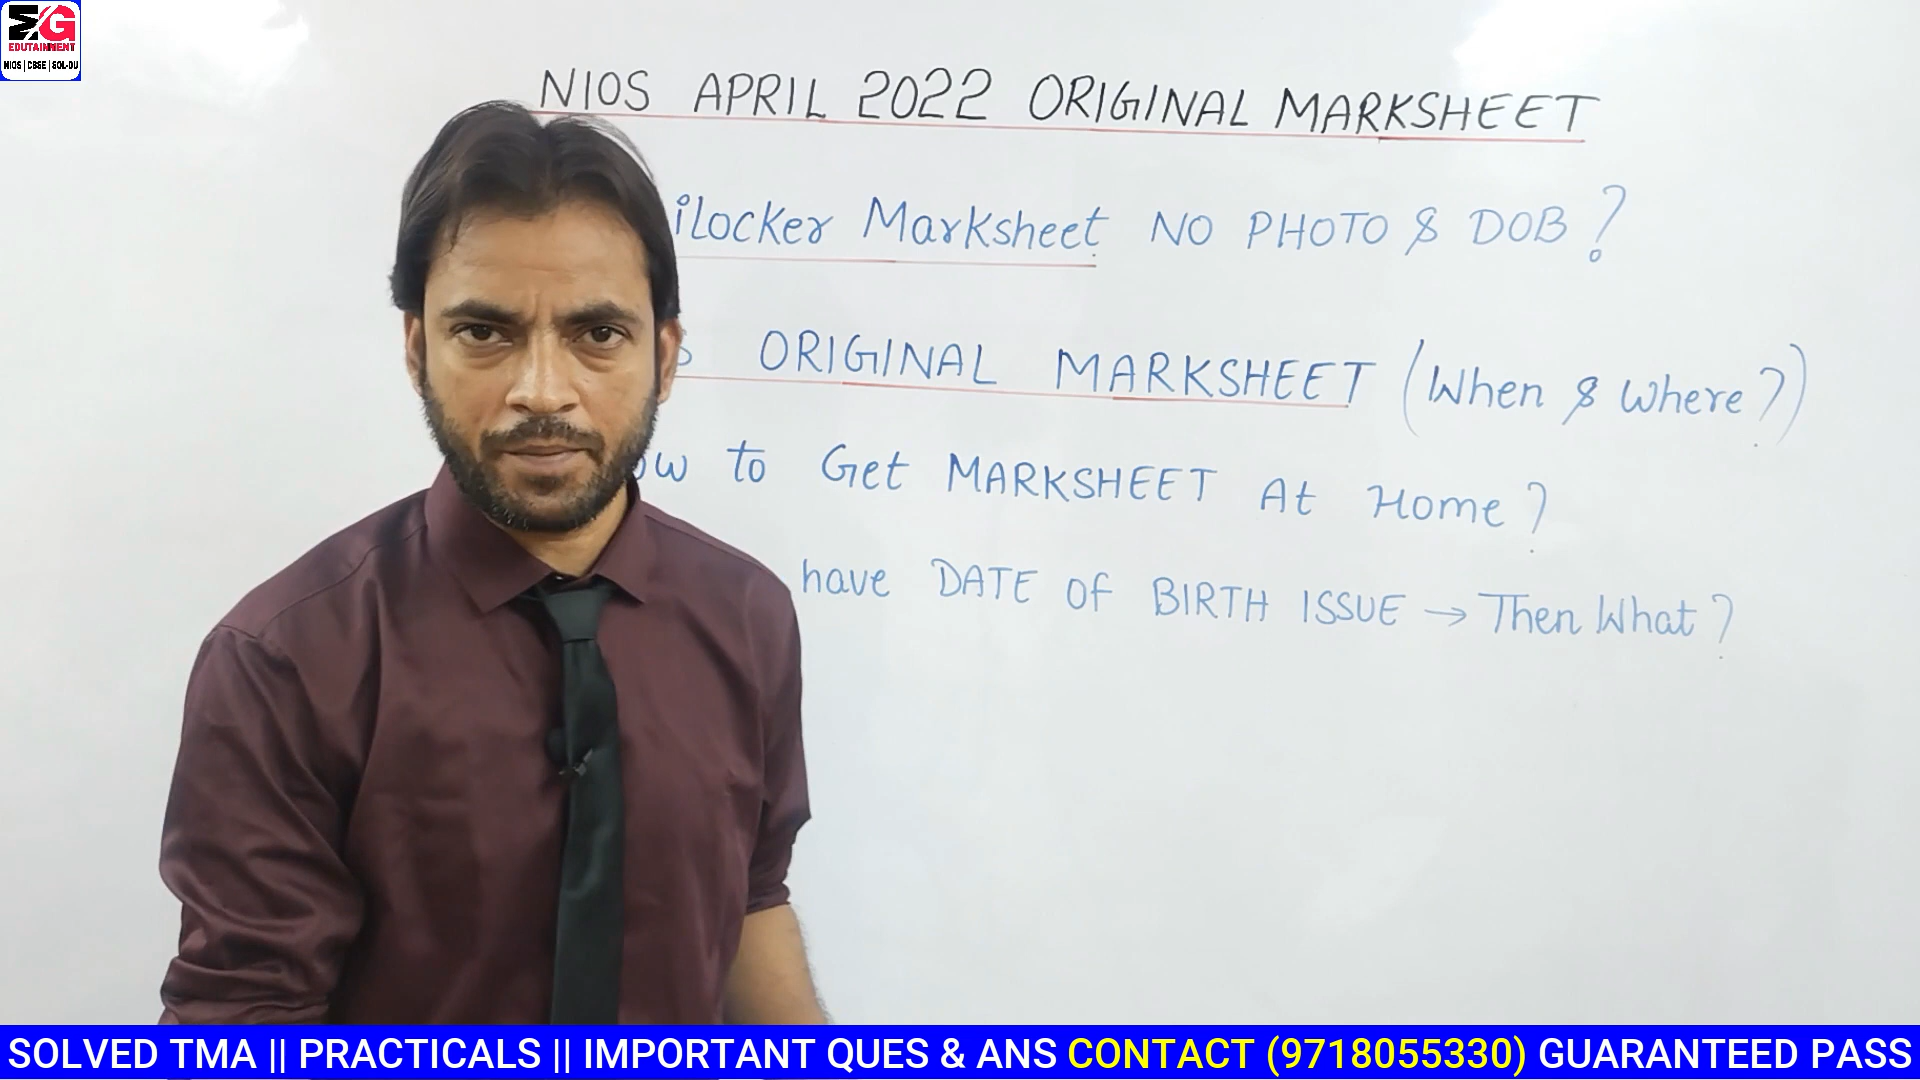 EDUTAINMENT
NIOS | CBSE | SOL-DU
NIOS APRIL 2022 ORIGINAL MARKSHEET
iLocker Marksheet NO PHOTO & DOB ?
ORIGINAL MARKSHEET (When & Where ?)
ow to Get MARKSHEET At Home ?
have DATE OF BIRTH ISSUE → Then What ?
SOLVED TMA || PRACTICALS || IMPORTANT QUES & ANS CONTACT (9718055330) GUARANTEED PASS